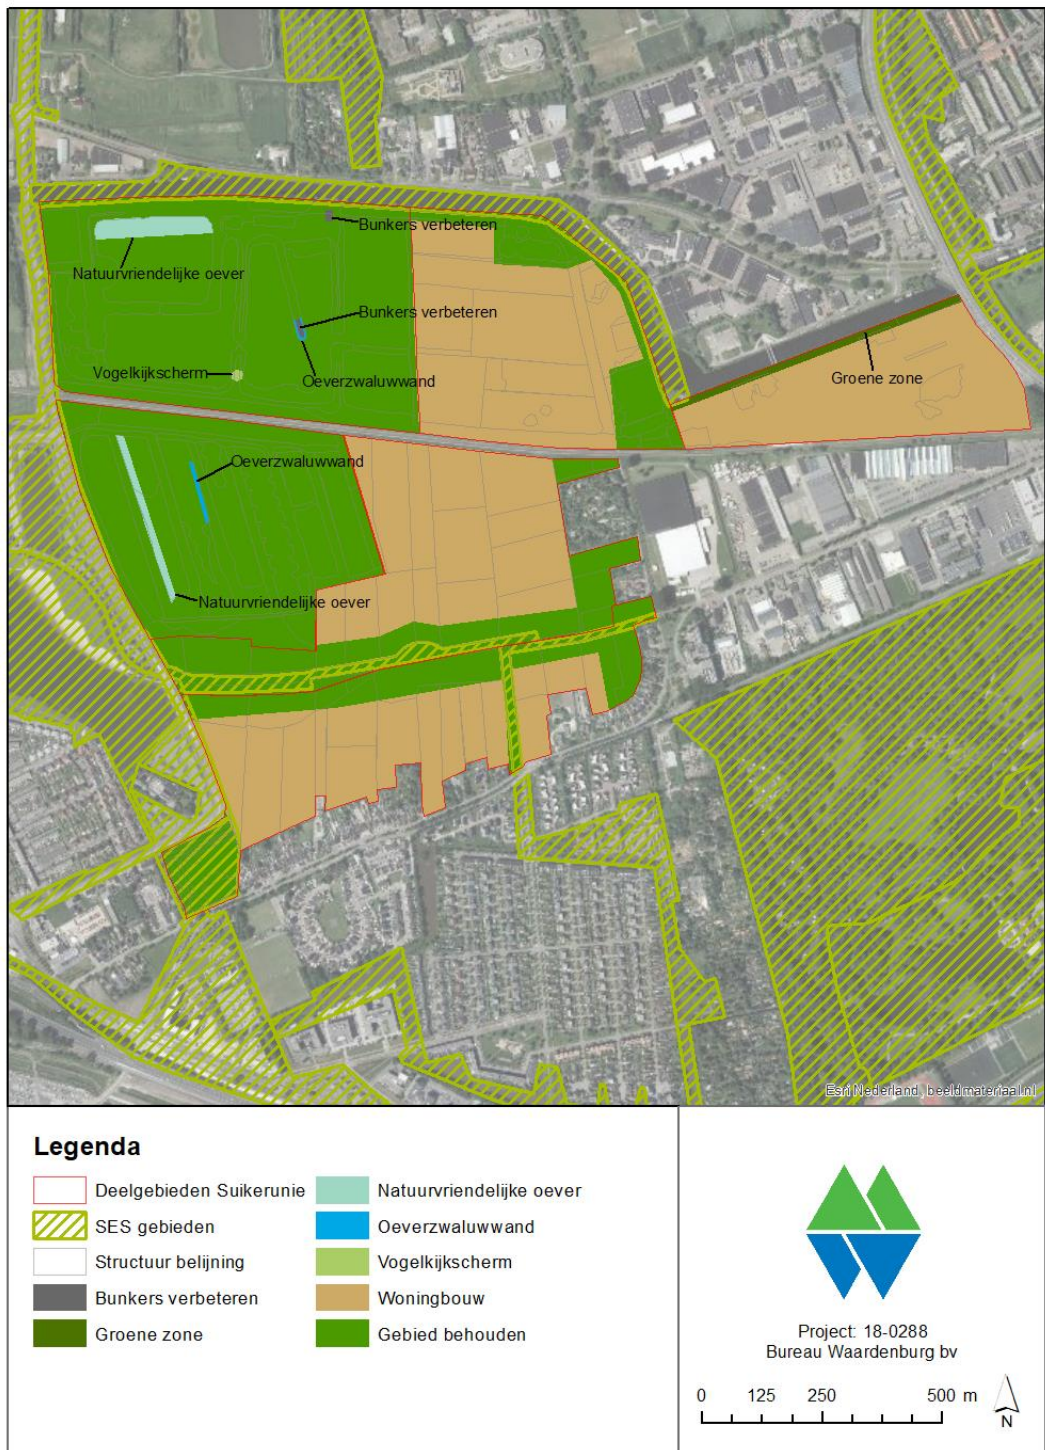 Bunkers verbeteren
Natuurvriendelijke oever
Bunkers verbeteren
Vogelkijkscherm
Oeverzwaluwwand
Groene zone
Oeverzwaluwwand
Natuurvriendelijke oever
Esri Nederland, beeldmateriaal.nl
Legenda
Deelgebieden Suikerunie
SES gebieden
Structuur belijning
Bunkers verbeteren
Groene zone
Natuurvriendelijke oever
Oeverzwaluwwand
Vogelkijkscherm
Woningbouw
Gebied behouden
Project: 18-0288
Bureau Waardenburg bv
0 125 250 500 m
N